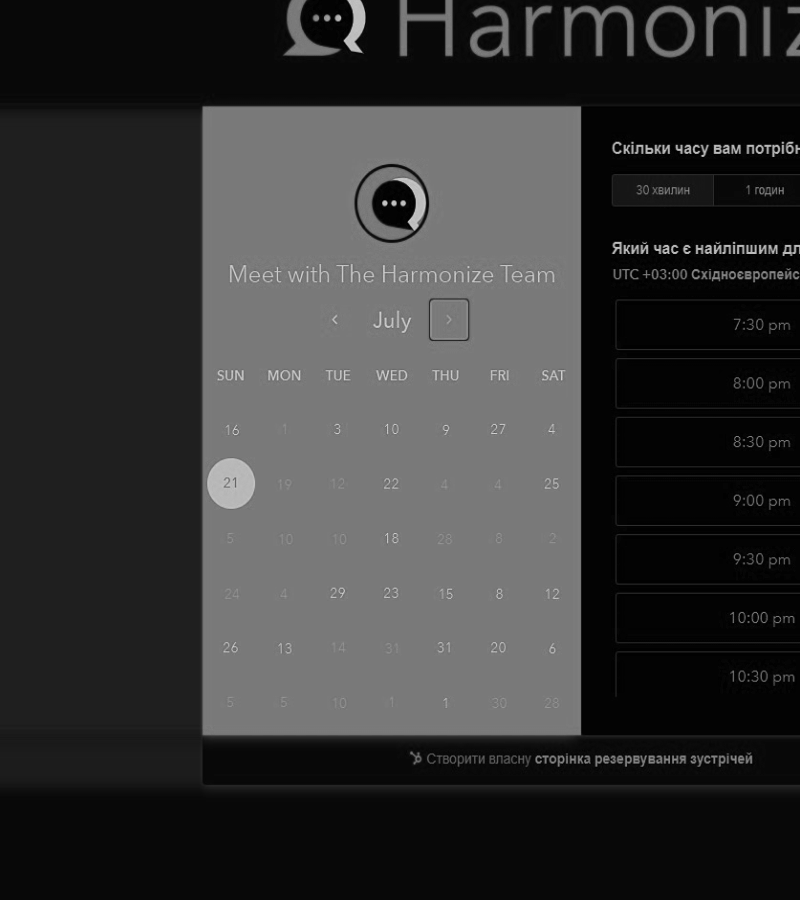 Harmoniz
Meet with The Harmonize Team
July
SUN MON TUE WED THU FRI SAT
16 1 3 10 9 27 4
21 19 12 22 4 4 25
5 10 10 18 28 8 2
24 4 29 23 15 8 12
26 13 14 31 31 20 6
5 5 10 1 1 30 28
Скільки часу вам потрібн
30 хвилин 1 годин
Який час є найліпшим дл
UTC +03:00 Східноєвропейс
7:30 pm
8:00 pm
8:30 pm
9:00 pm
9:30 pm
10:00 pm
10:30 pm
Створити власну сторінка резервування зустрічей